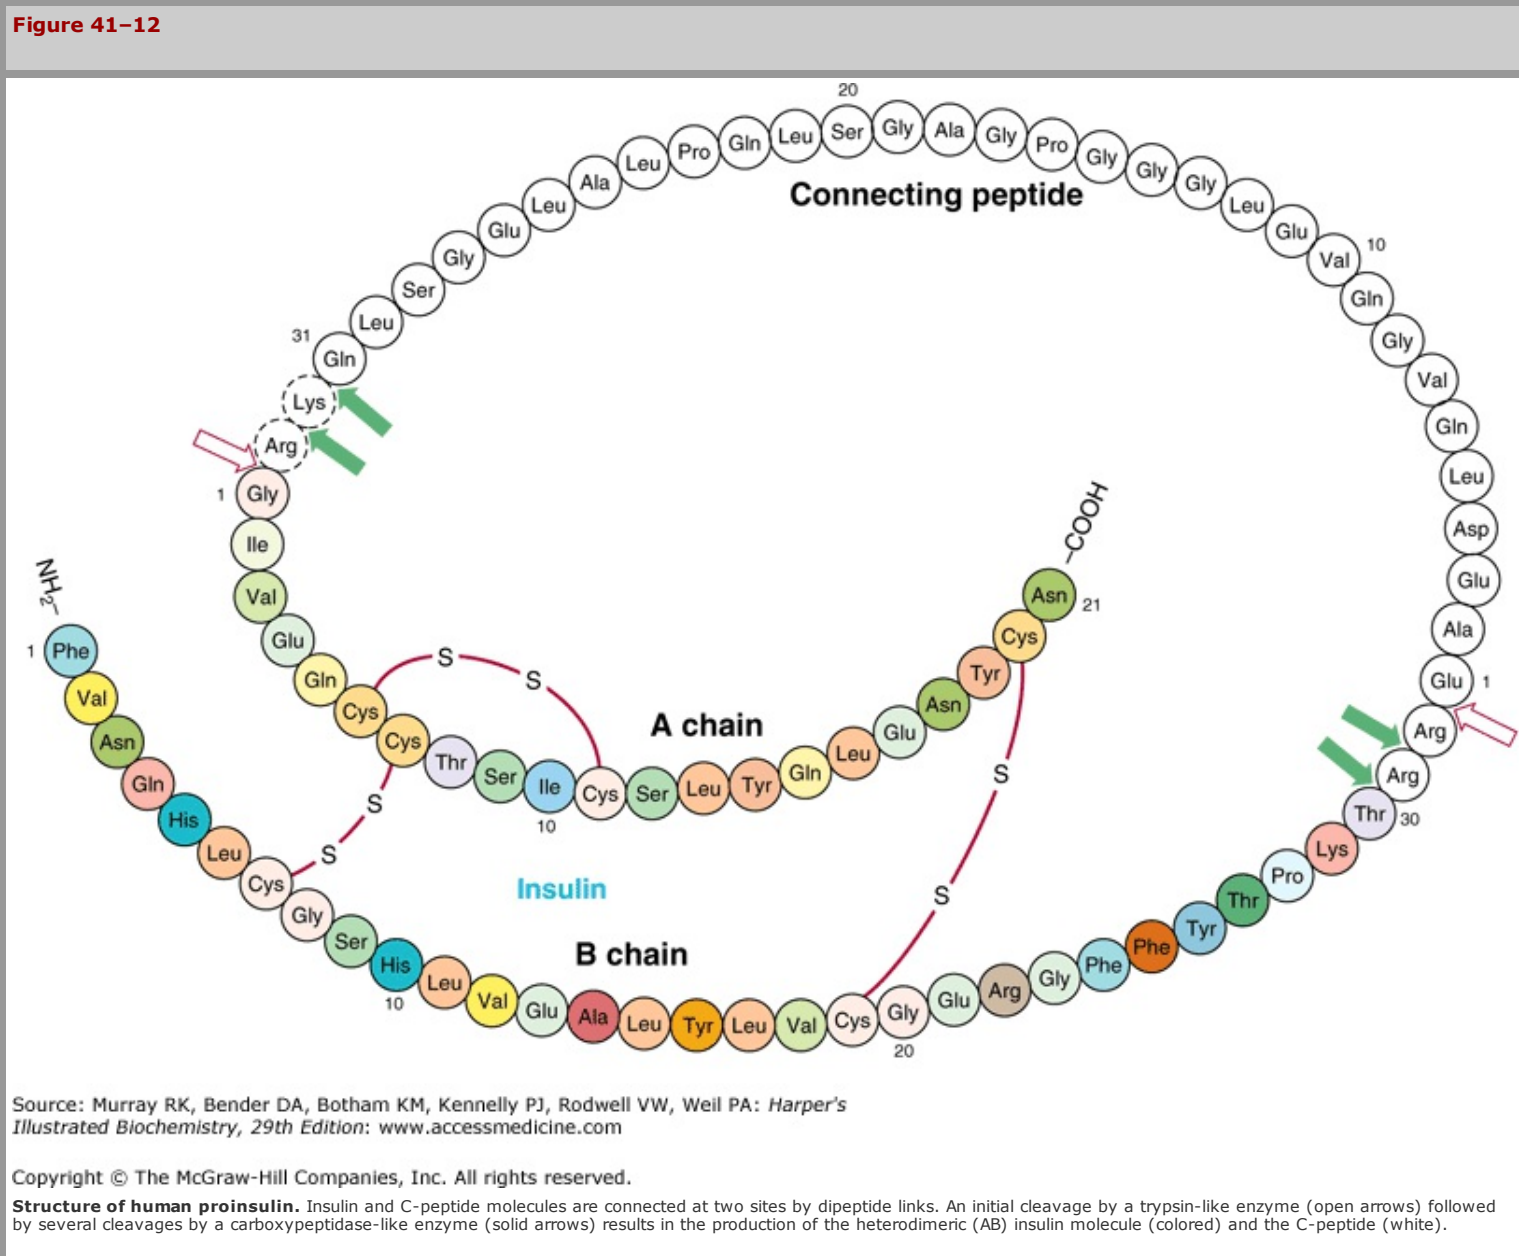 Figure 41–12
20
Ser Gly Ala Gly Pro Gly Gly Gly Leu Glu Val
10
Gln Gly Val Gln Leu Asp Glu Ala Glu
1
Arg Arg
Leu Gln Pro Leu Ala Leu Glu Gly Ser Leu Gln
31
Lys Arg
Connecting peptide
1
Gly Ile Val Glu Gln Cys Cys Thr Ser Ile
10
Cys Ser Leu Tyr Gln Leu Glu Asn Tyr Cys Asn
21
–COOH
S
S
A chain
S
S
S
S
Insulin
B chain
NH₂–
1
Phe Val Asn Gln His Leu Cys Gly Ser His
10
Leu Val Glu Ala Leu Tyr Leu Val Cys Gly
20
Glu Arg Gly Phe Phe Tyr Thr Pro Lys Thr
30
Source: Murray RK, Bender DA, Botham KM, Kennelly PJ, Rodwell VW, Weil PA: Harper's
Illustrated Biochemistry, 29th Edition: www.accessmedicine.com
Copyright © The McGraw-Hill Companies, Inc. All rights reserved.
Structure of human proinsulin. Insulin and C-peptide molecules are connected at two sites by dipeptide links. An initial cleavage by a trypsin-like enzyme (open arrows) followed
by several cleavages by a carboxypeptidase-like enzyme (solid arrows) results in the production of the heterodimeric (AB) insulin molecule (colored) and the C-peptide (white).